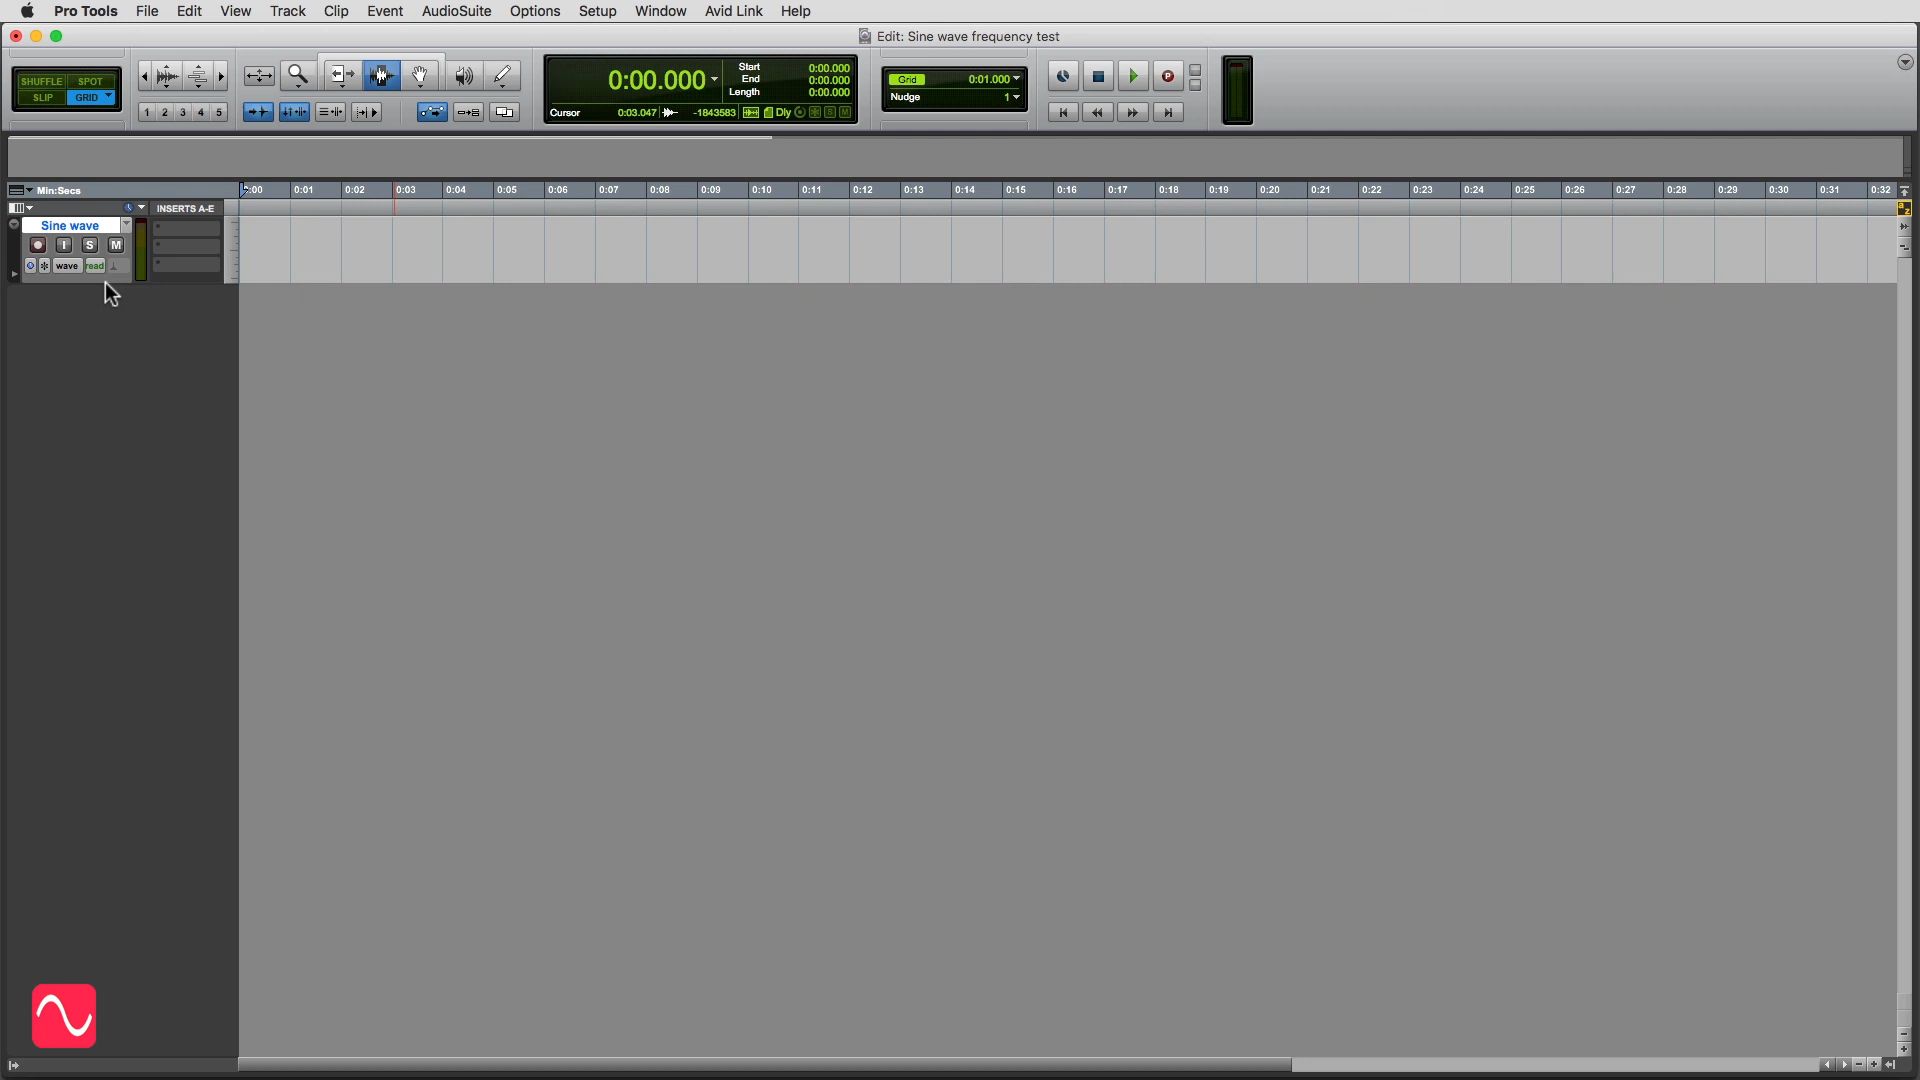 Pro Tools File Edit View Track Clip Event AudioSuite Options Setup Window Avid Link Help
Edit: Sine wave frequency test
SHUFFLE SPOT
SLIP GRID
1 2 3 4 5
0:00.000
Start 0:00.000
End 0:00.000
Length 0:00.000
Cursor 0:03.047 -1843583 Dly S M
Grid 0:01.000
Nudge 1
P
Min:Secs
0:00 0:01 0:02 0:03 0:04 0:05 0:06 0:07 0:08 0:09 0:10 0:11 0:12 0:13 0:14 0:15 0:16 0:17 0:18 0:19 0:20 0:21 0:22 0:23 0:24 0:25 0:26 0:27 0:28 0:29 0:30 0:31 0:32
INSERTS A-E
a z
Sine wave
I S M
wave read